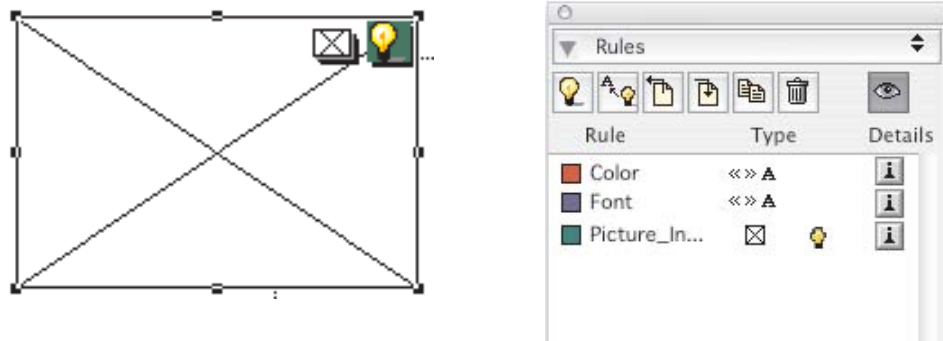 Rules
Rule Type Details
Color «» A
Font «» A
Picture_In...